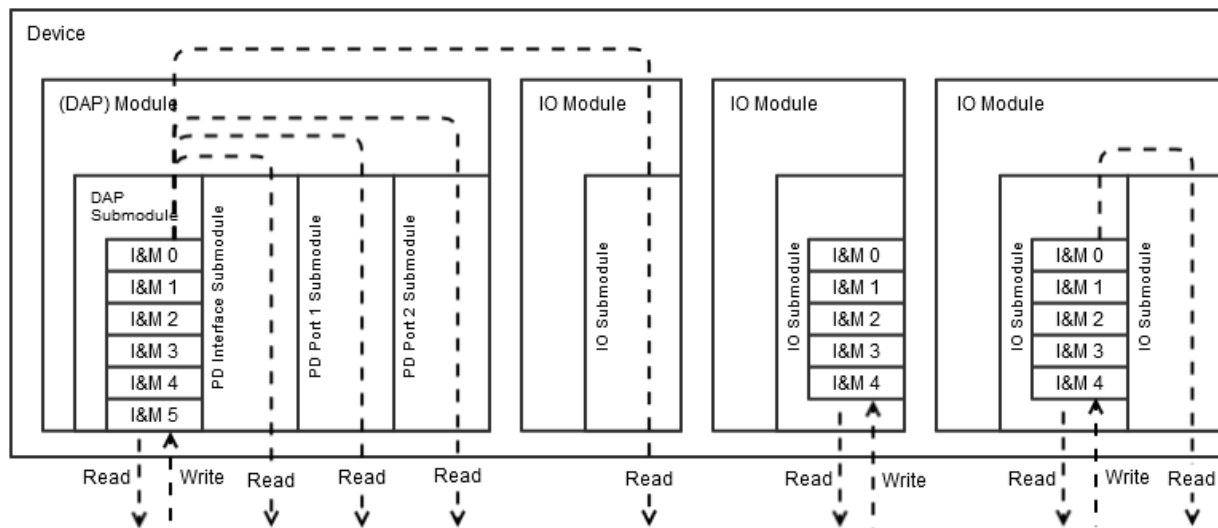 Device
(DAP) Module
IO Module
IO Module
IO Module
DAP
Submodule
I&M 0
I&M 1
I&M 2
I&M 3
I&M 4
I&M 5
PD Interface Submodule
PD Port 1 Submodule
PD Port 2 Submodule
IO Submodule
IO Submodule
I&M 0
I&M 1
I&M 2
I&M 3
I&M 4
IO Submodule
I&M 0
I&M 1
I&M 2
I&M 3
I&M 4
IO Submodule
Read
Write
Read
Read
Read
Read
Read
Write
Read
Write
Read